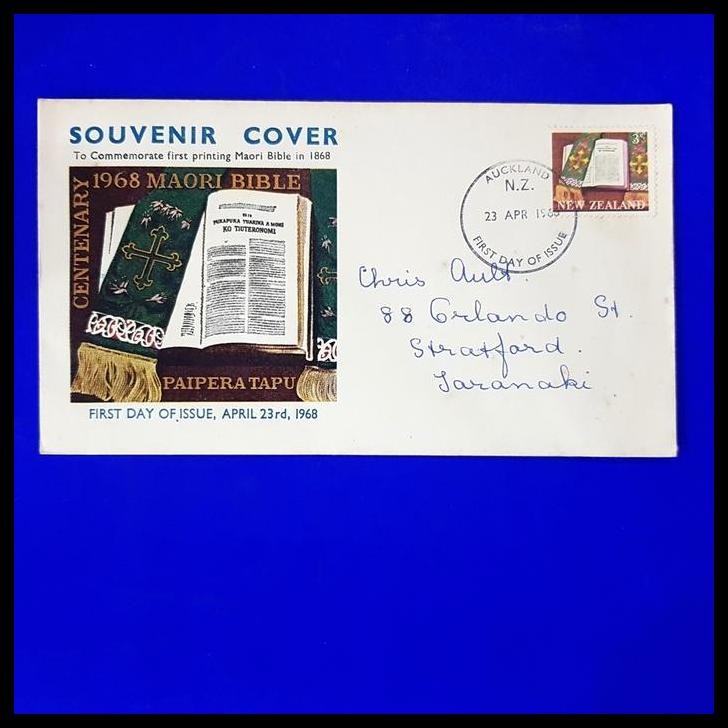 SOUVENIR COVER
To Commemorate first printing Maori Bible in 1868
CENTENARY
1968 MAORI BIBLE
KO TIUTERONOMI
PAIPERA TAPU
FIRST DAY OF ISSUE, APRIL 23rd, 1968
AUCKLAND
N.Z.
23 APR 1968
FIRST DAY OF ISSUE
3c
NEW ZEALAND
Chris Ault.
88 Orlando St.
Stratford.
Taranaki.